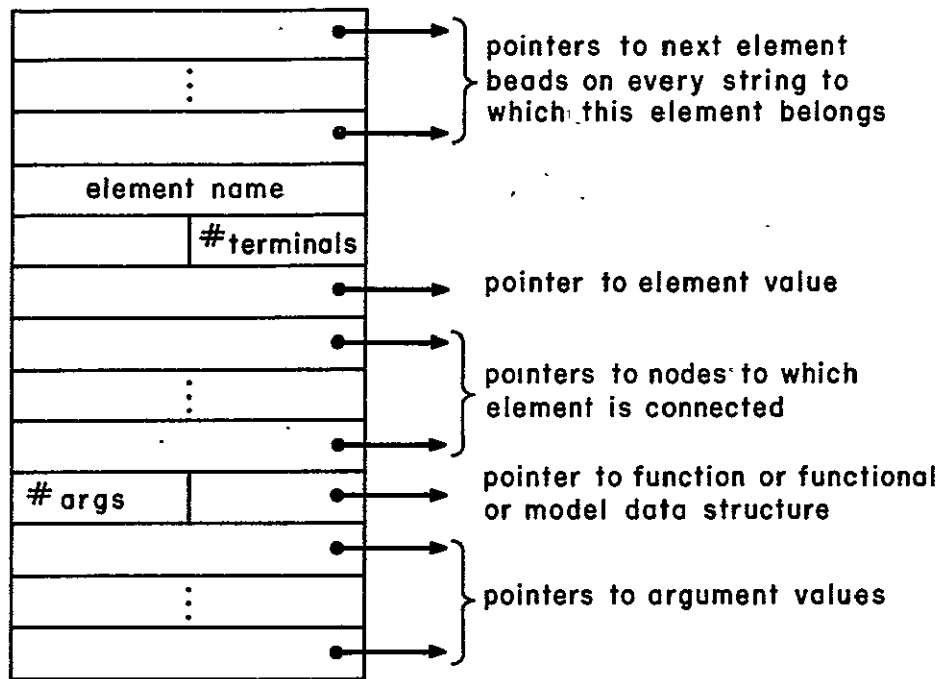 pointers to next element
beads on every string to
which this element belongs
element name
#terminals
pointer to element value
pointers to nodes to which
element is connected
# args
pointer to function or functional
or model data structure
pointers to argument values